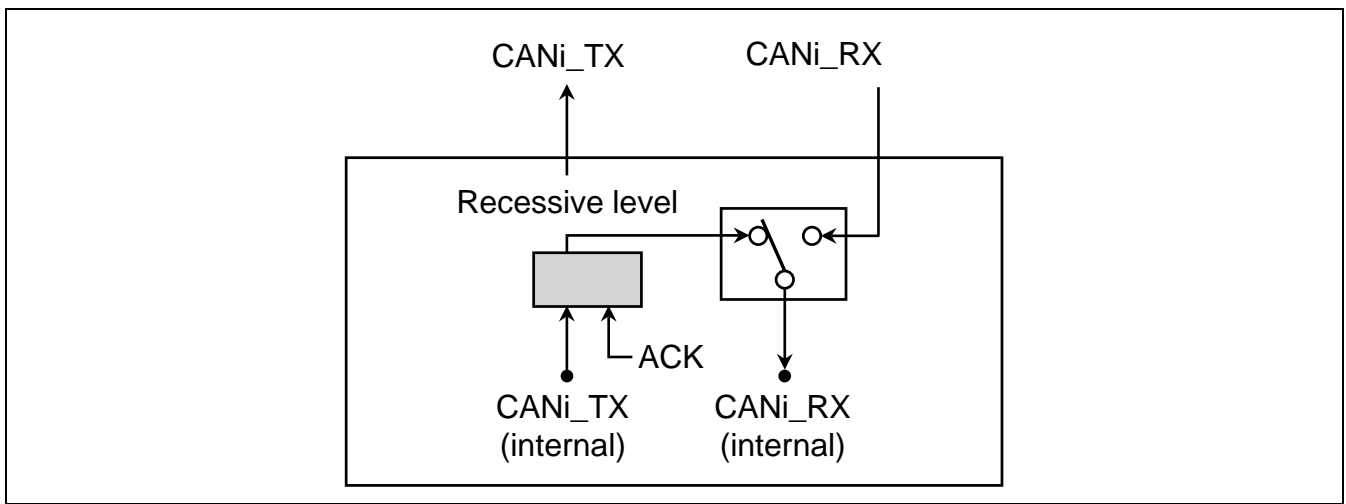 CANi_TX
CANi_RX
Recessive level
ACK
CANi_TX
(internal)
CANi_RX
(internal)